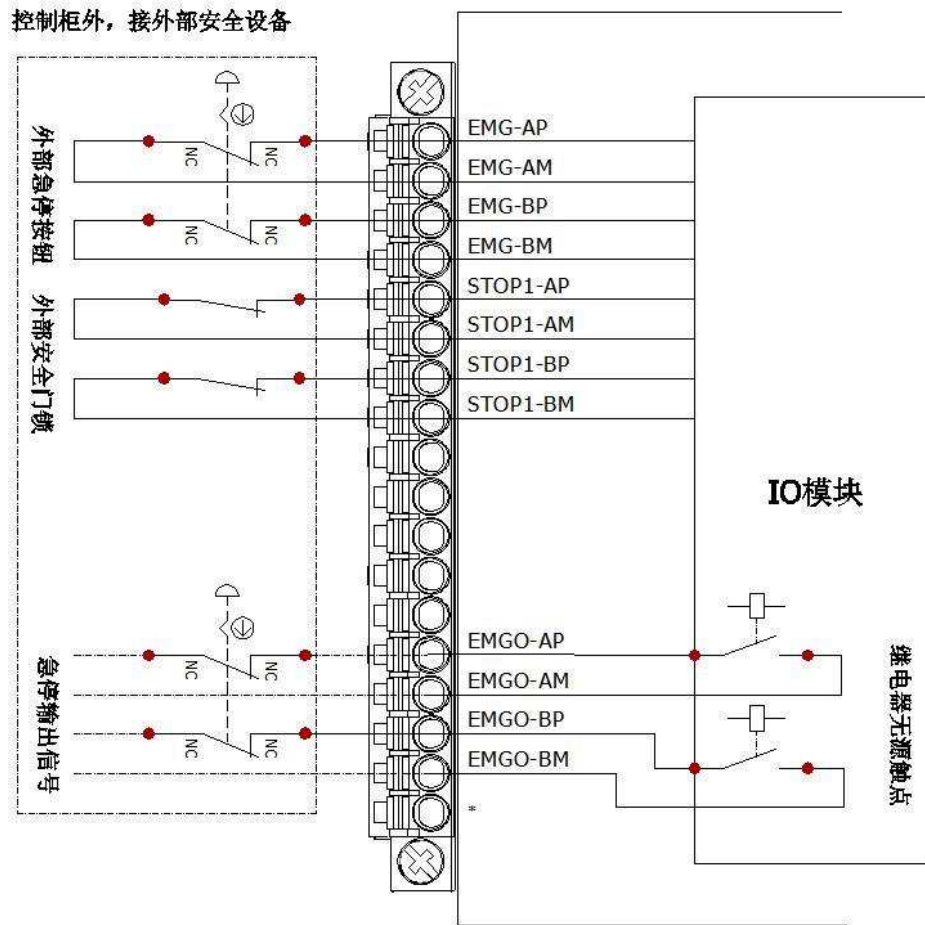 控制柜外，接外部安全设备
外部急停按钮
NC
NC
NC
NC
外部安全门锁
急停输出信号
NC
NC
NC
NC
EMG-AP
EMG-AM
EMG-BP
EMG-BM
STOP1-AP
STOP1-AM
STOP1-BP
STOP1-BM
EMGO-AP
EMGO-AM
EMGO-BP
EMGO-BM
*
IO模块
继电器无源触点